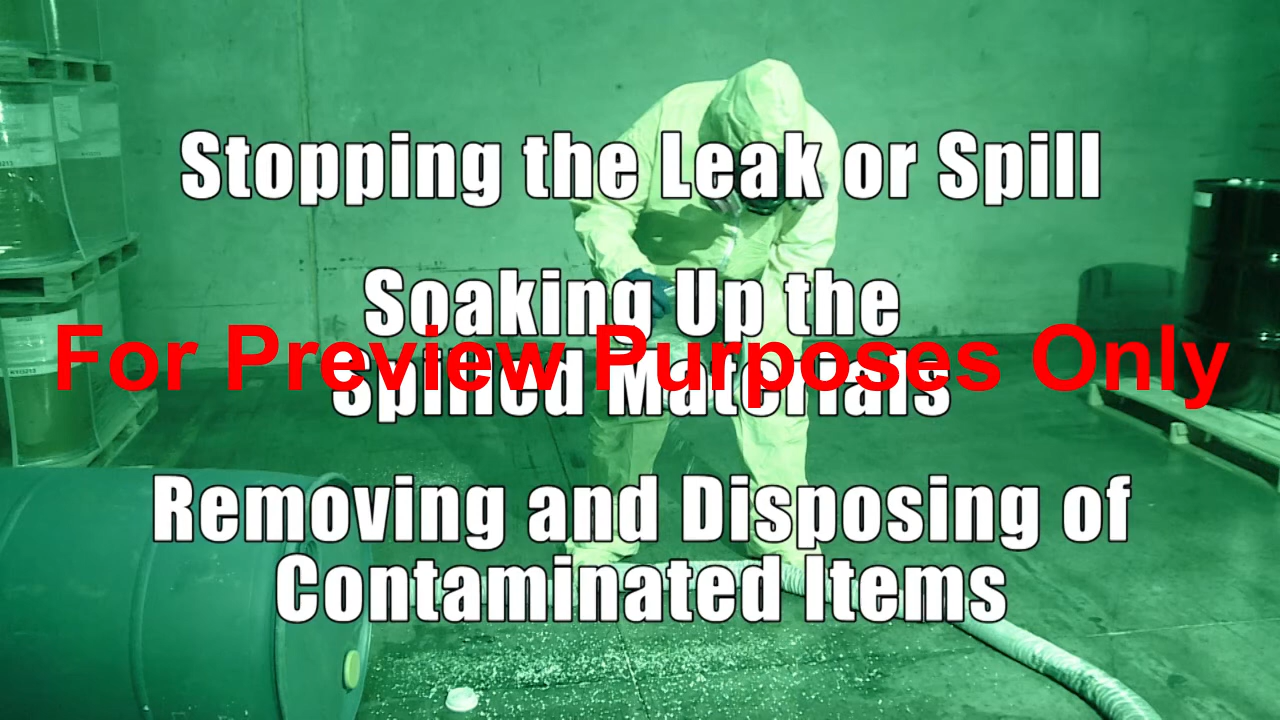 Stopping the Leak or Spill
Soaking Up the
For Preview Purposes Only
Spilled Materials
Removing and Disposing of
Contaminated Items